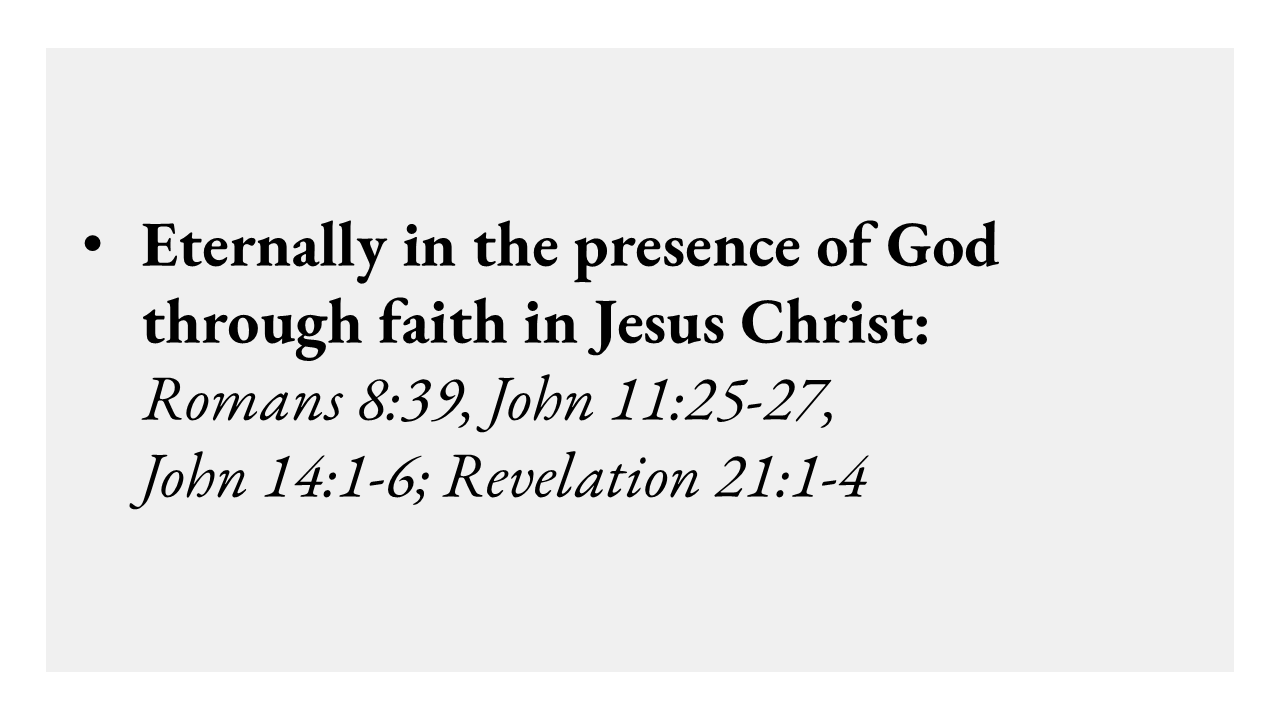 • Eternally in the presence of God
through faith in Jesus Christ:
Romans 8:39, John 11:25-27,
John 14:1-6; Revelation 21:1-4